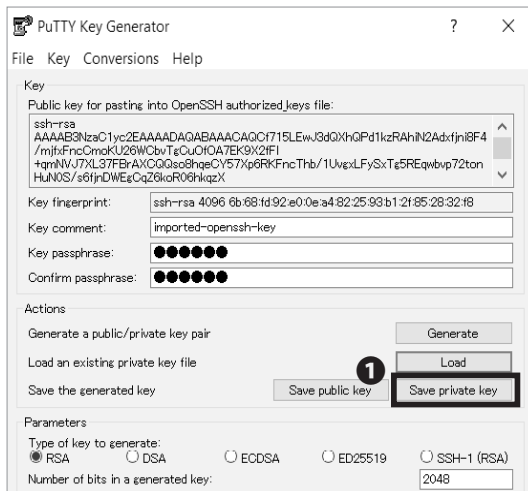 PuTTY Key Generator ? ×
File Key Conversions Help
Key
Public key for pasting into OpenSSH authorized_keys file:
ssh-rsa
AAAAB3NzaC1yc2EAAAADAQABAAACAQCf715LEwJ3dQXhQPd1kzRAhiN2Adxfjni8F4
/mjfxFncCmoKU26WCbvTgCuOfOA7EK9X2fFI
+qmNVJ7XL37FBrAXCQQso8hqeCY57Xp6RKFncThb/1UvgxLFySxTg5REqwbvp72ton
HuN0S/s6fjnDWEgCqZ6koR06hkqzX
Key fingerprint: ssh-rsa 4096 6b:68:fd:92:e0:0e:a4:82:25:93:b1:2f:85:28:32:f8
Key comment: imported-openssh-key
Key passphrase: ●●●●●●
Confirm passphrase: ●●●●●●
Actions
Generate a public/private key pair Generate
Load an existing private key file Load
❶
Save the generated key Save public key Save private key
Parameters
Type of key to generate:
RSA DSA ECDSA ED25519 SSH-1 (RSA)
Number of bits in a generated key: 2048